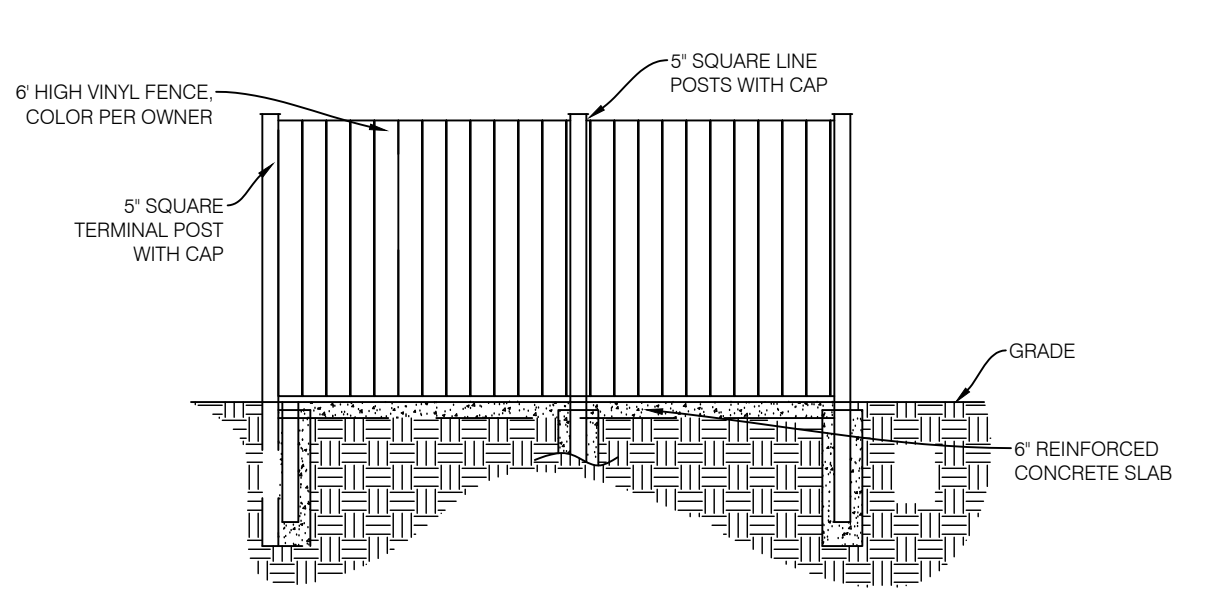 5" SQUARE LINE
POSTS WITH CAP
6' HIGH VINYL FENCE,
COLOR PER OWNER
5" SQUARE
TERMINAL POST
WITH CAP
GRADE
6" REINFORCED
CONCRETE SLAB